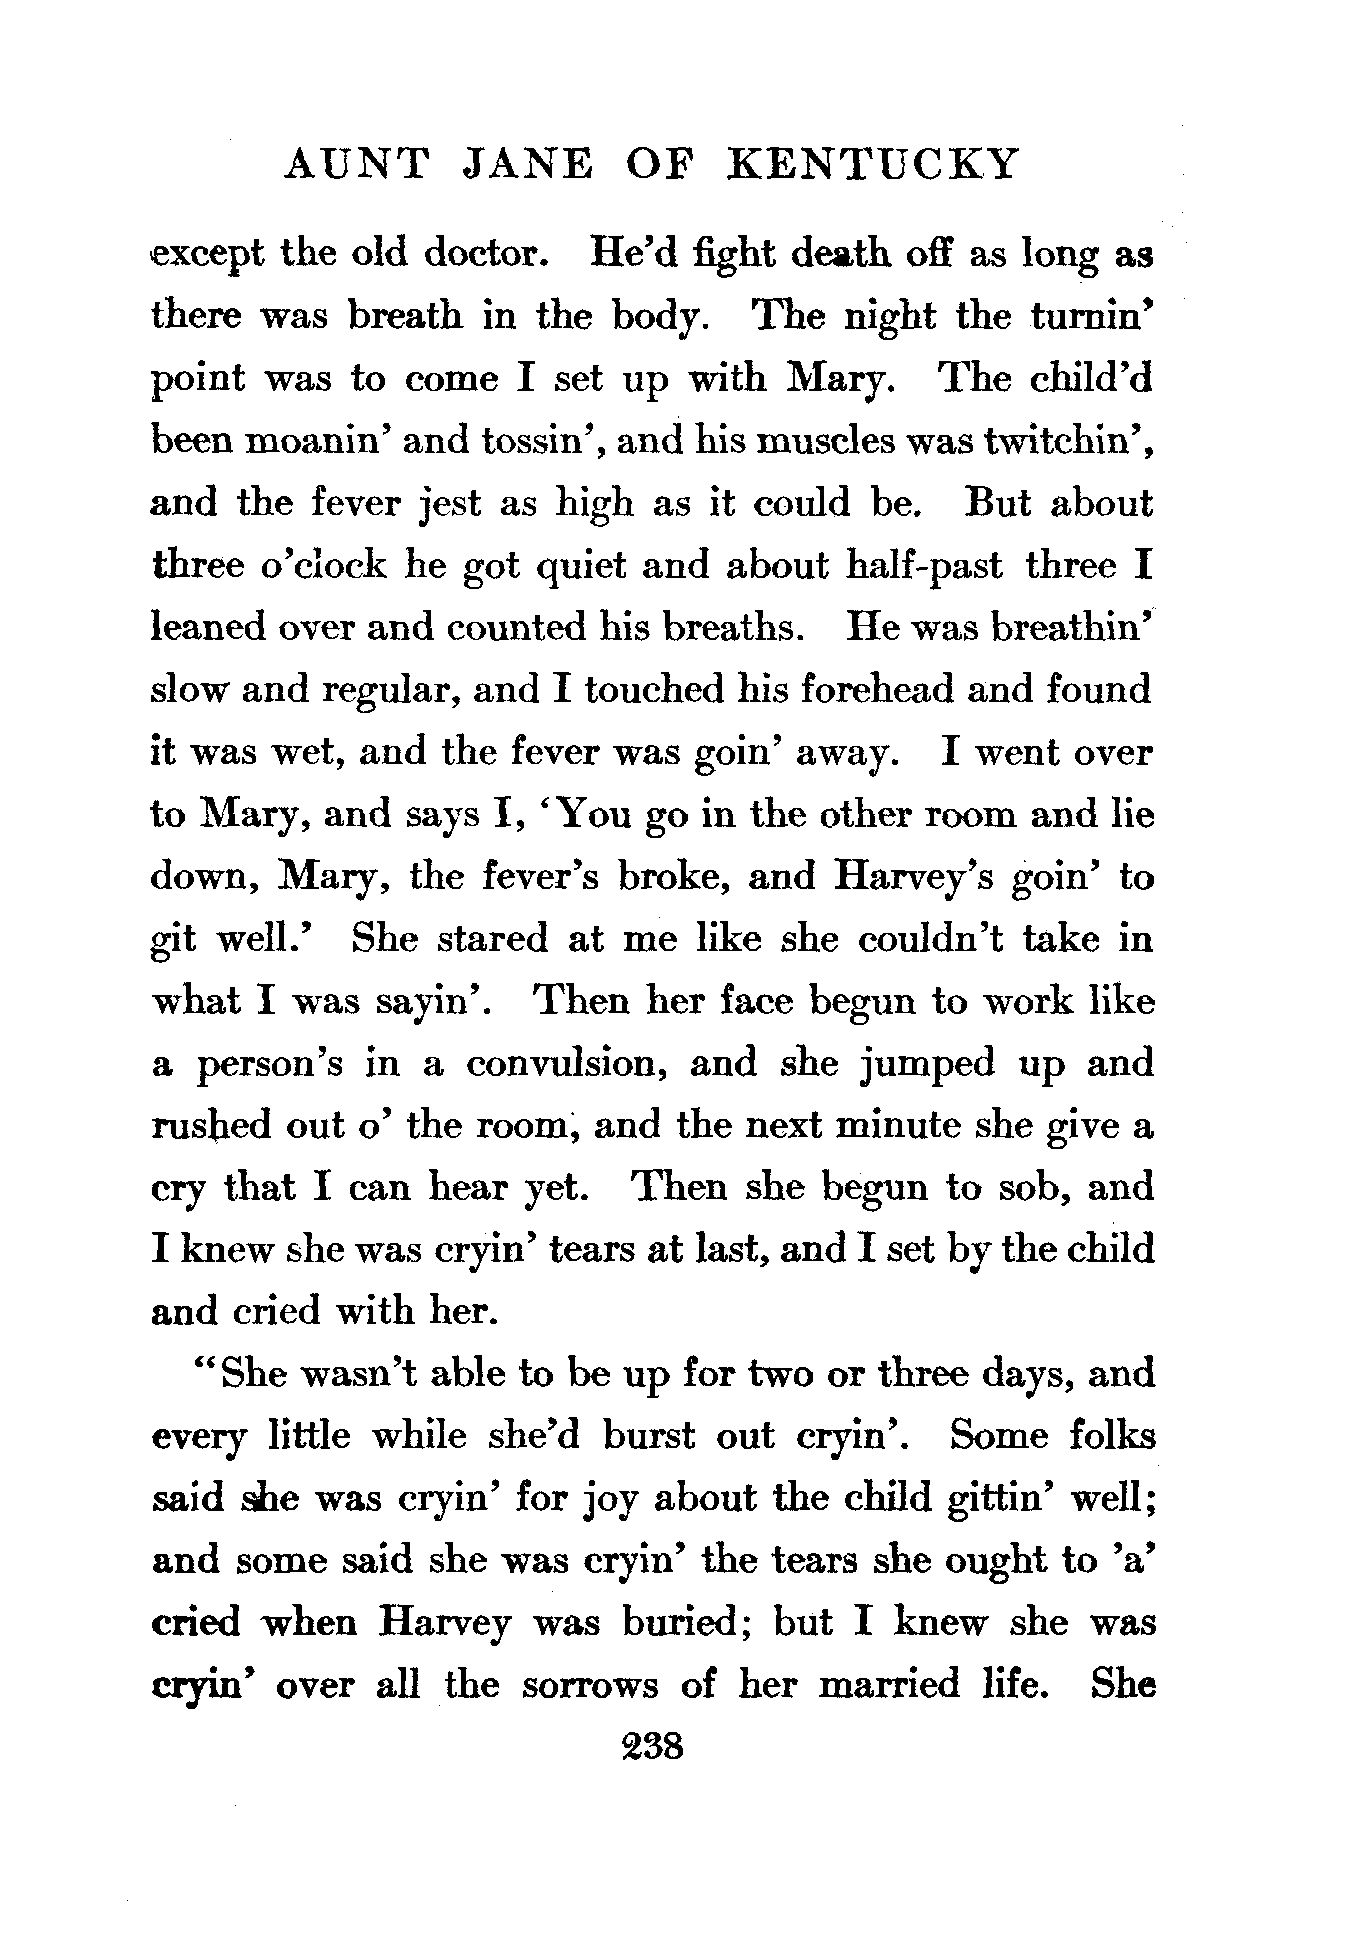 AUNT JANE OF KENTUCKY
except the old doctor. He'd fight death off as long as
there was breath in the body. The night the turnin'
point was to come I set up with Mary. The child'd
been moanin' and tossin', and his muscles was twitchin',
and the fever jest as high as it could be. But about
three o'clock he got quiet and about half-past three I
leaned over and counted his breaths. He was breathin'
slow and regular, and I touched his forehead and found
it was wet, and the fever was goin' away. I went over
to Mary, and says I, 'You go in the other room and lie
down, Mary, the fever's broke, and Harvey's goin' to
git well.' She stared at me like she couldn't take in
what I was sayin'. Then her face begun to work like
a person's in a convulsion, and she jumped up and
rushed out o' the room, and the next minute she give a
cry that I can hear yet. Then she begun to sob, and
I knew she was cryin' tears at last, and I set by the child
and cried with her.
"She wasn't able to be up for two or three days, and
every little while she'd burst out cryin'. Some folks
said she was cryin' for joy about the child gittin' well;
and some said she was cryin' the tears she ought to 'a'
cried when Harvey was buried; but I knew she was
cryin' over all the sorrows of her married life. She
238